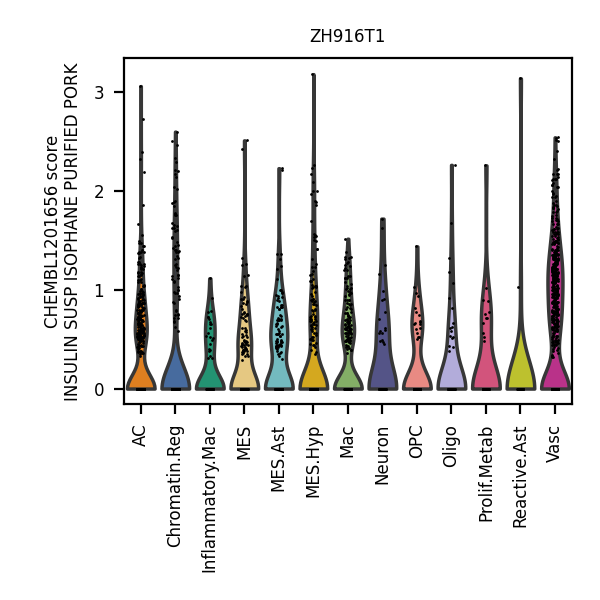 ZH916T1
CHEMBL1201656 score
INSULIN SUSP ISOPHANE PURIFIED PORK
3
2
1
0
AC
Chromatin.Reg
Inflammatory.Mac
MES
MES.Ast
MES.Hyp
Mac
Neuron
OPC
Oligo
Prolif.Metab
Reactive.Ast
Vasc